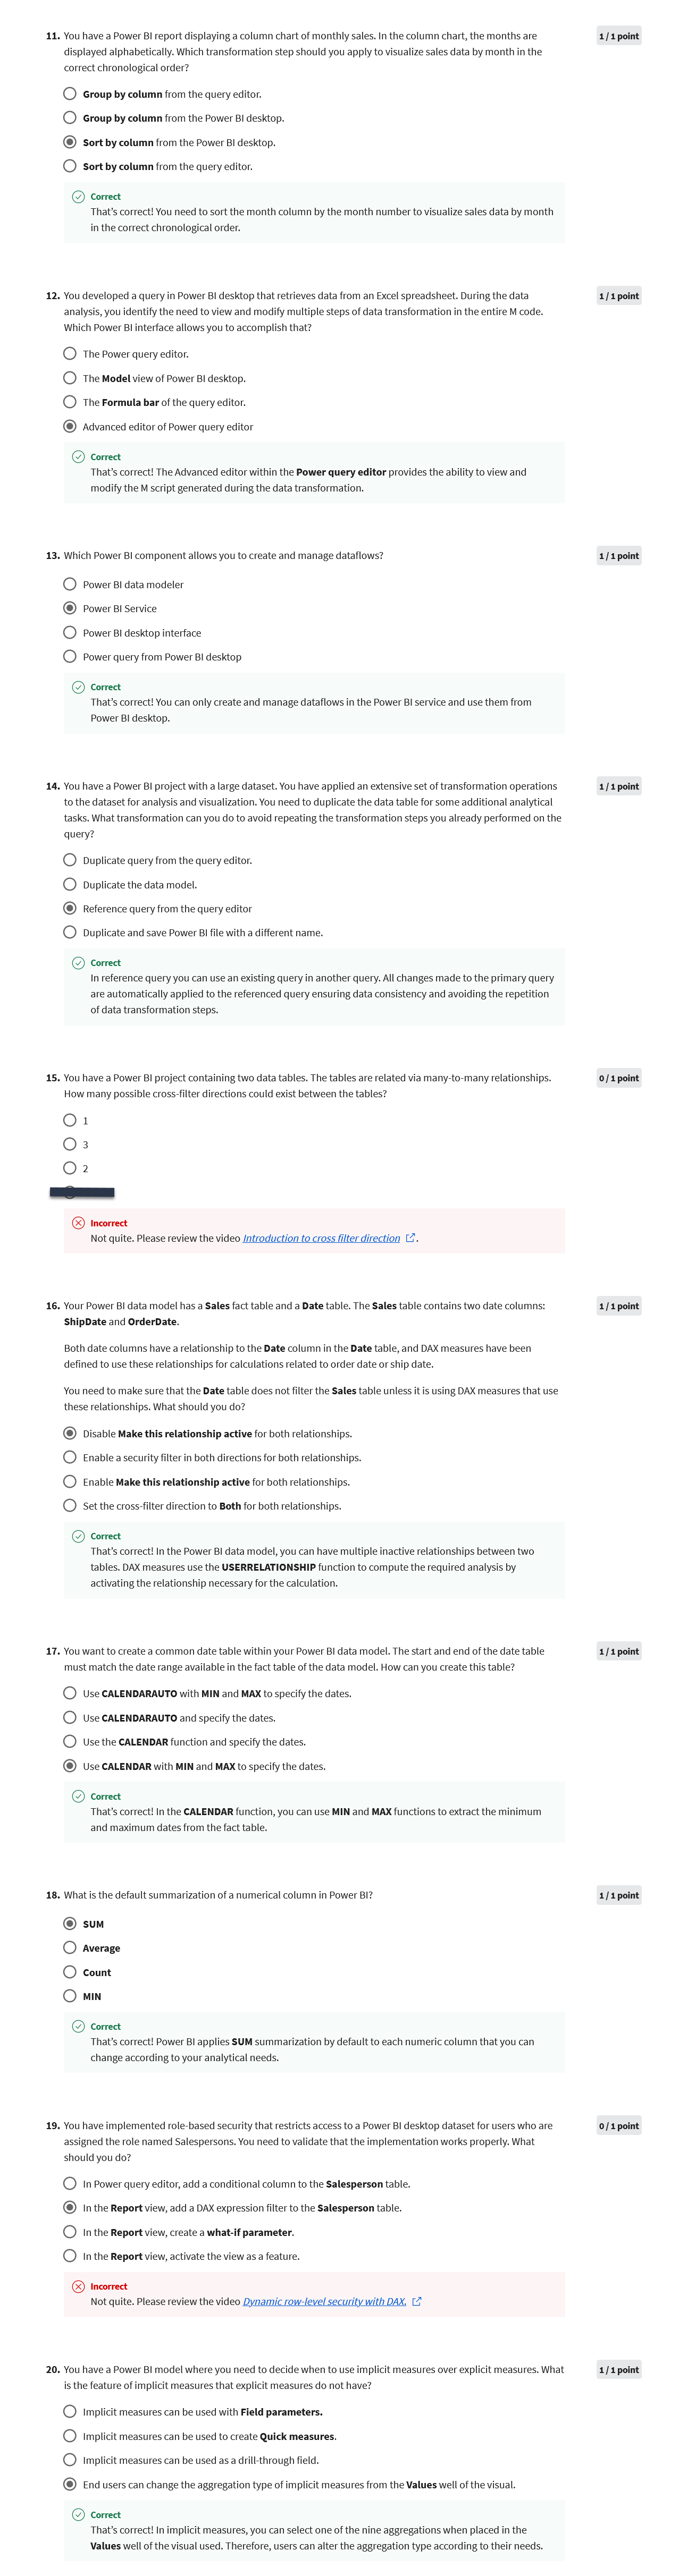 11. You have a Power BI report displaying a column chart of monthly sales. In the column chart, the months are
1 / 1 point
displayed alphabetically. Which transformation step should you apply to visualize sales data by month in the
correct chronological order?
Group by column from the query editor.
Group by column from the Power BI desktop.
Sort by column from the Power BI desktop.
Sort by column from the query editor.
Correct
That's correct! You need to sort the month column by the month number to visualize sales data by month
in the correct chronological order.
12. You developed a query in Power BI desktop that retrieves data from an Excel spreadsheet. During the data
1 / 1 point
analysis, you identify the need to view and modify multiple steps of data transformation in the entire M code.
Which Power BI interface allows you to accomplish that?
The Power query editor.
The Model view of Power BI desktop.
The Formula bar of the query editor.
Advanced editor of Power query editor
Correct
That's correct! The Advanced editor within the Power query editor provides the ability to view and
modify the M script generated during the data transformation.
13. Which Power BI component allows you to create and manage dataflows?
1 / 1 point
Power BI data modeler
Power BI Service
Power BI desktop interface
Power query from Power BI desktop
Correct
That's correct! You can only create and manage dataflows in the Power BI service and use them from
Power BI desktop.
14. You have a Power BI project with a large dataset. You have applied an extensive set of transformation operations
1 / 1 point
to the dataset for analysis and visualization. You need to duplicate the data table for some additional analytical
tasks. What transformation can you do to avoid repeating the transformation steps you already performed on the
query?
Duplicate query from the query editor.
Duplicate the data model.
Reference query from the query editor
Duplicate and save Power BI file with a different name.
Correct
In reference query you can use an existing query in another query. All changes made to the primary query
are automatically applied to the referenced query ensuring data consistency and avoiding the repetition
of data transformation steps.
15. You have a Power BI project containing two data tables. The tables are related via many-to-many relationships.
0 / 1 point
How many possible cross-filter directions could exist between the tables?
1
3
2
Incorrect
Not quite. Please review the video Introduction to cross filter direction .
16. Your Power BI data model has a Sales fact table and a Date table. The Sales table contains two date columns:
1 / 1 point
ShipDate and OrderDate.
Both date columns have a relationship to the Date column in the Date table, and DAX measures have been
defined to use these relationships for calculations related to order date or ship date.
You need to make sure that the Date table does not filter the Sales table unless it is using DAX measures that use
these relationships. What should you do?
Disable Make this relationship active for both relationships.
Enable a security filter in both directions for both relationships.
Enable Make this relationship active for both relationships.
Set the cross-filter direction to Both for both relationships.
Correct
That's correct! In the Power BI data model, you can have multiple inactive relationships between two
tables. DAX measures use the USERRELATIONSHIP function to compute the required analysis by
activating the relationship necessary for the calculation.
17. You want to create a common date table within your Power BI data model. The start and end of the date table
1 / 1 point
must match the date range available in the fact table of the data model. How can you create this table?
Use CALENDARAUTO with MIN and MAX to specify the dates.
Use CALENDARAUTO and specify the dates.
Use the CALENDAR function and specify the dates.
Use CALENDAR with MIN and MAX to specify the dates.
Correct
That's correct! In the CALENDAR function, you can use MIN and MAX functions to extract the minimum
and maximum dates from the fact table.
18. What is the default summarization of a numerical column in Power BI?
1 / 1 point
SUM
Average
Count
MIN
Correct
That's correct! Power BI applies SUM summarization by default to each numeric column that you can
change according to your analytical needs.
19. You have implemented role-based security that restricts access to a Power BI desktop dataset for users who are
0 / 1 point
assigned the role named Salespersons. You need to validate that the implementation works properly. What
should you do?
In Power query editor, add a conditional column to the Salesperson table.
In the Report view, add a DAX expression filter to the Salesperson table.
In the Report view, create a what-if parameter.
In the Report view, activate the view as a feature.
Incorrect
Not quite. Please review the video Dynamic row-level security with DAX.
20. You have a Power BI model where you need to decide when to use implicit measures over explicit measures. What
1 / 1 point
is the feature of implicit measures that explicit measures do not have?
Implicit measures can be used with Field parameters.
Implicit measures can be used to create Quick measures.
Implicit measures can be used as a drill-through field.
End users can change the aggregation type of implicit measures from the Values well of the visual.
Correct
That's correct! In implicit measures, you can select one of the nine aggregations when placed in the
Values well of the visual used. Therefore, users can alter the aggregation type according to their needs.